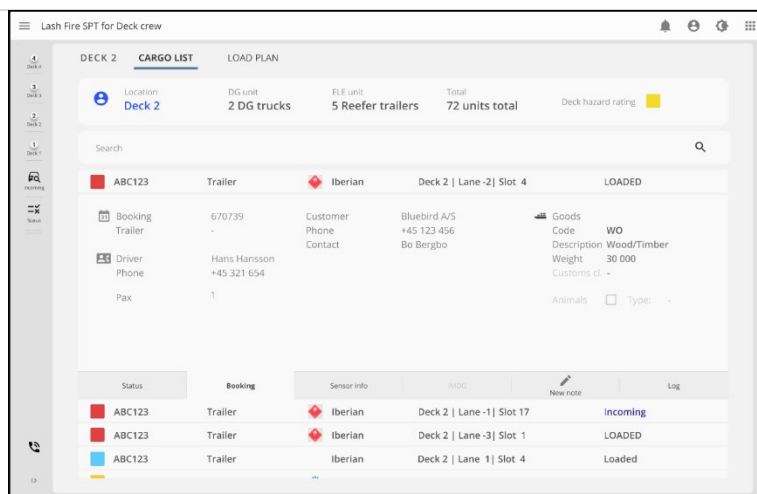 Lash Fire SPT for Deck crew
4
Deck 4
3
Deck 3
2
Deck 2
1
Deck 1
Incoming
Status
DECK 2 CARGO LIST LOAD PLAN
Location DG unit ELE unit Total
Deck 2 2 DG trucks 5 Reefer trailers 72 units total Deck hazard rating
Search
ABC123 Trailer Iberian Deck 2 | Lane -2| Slot 4 LOADED
31 Booking 670739 Customer Bluebird A/S Goods
Trailer - Phone +45 123 456 Code WO
Contact Bo Bergbo Description Wood/Timber
Driver Hans Hansson Weight 30 000
Phone +45 321 654 Customs cl. -
Pax 1 Animals Type: -
Status Booking Sensor info IMDG New note Log
ABC123 Trailer Iberian Deck 2 | Lane -1| Slot 17 Incoming
ABC123 Trailer Iberian Deck 2 | Lane -3| Slot 1 LOADED
ABC123 Trailer Iberian Deck 2 | Lane 1| Slot 4 Loaded